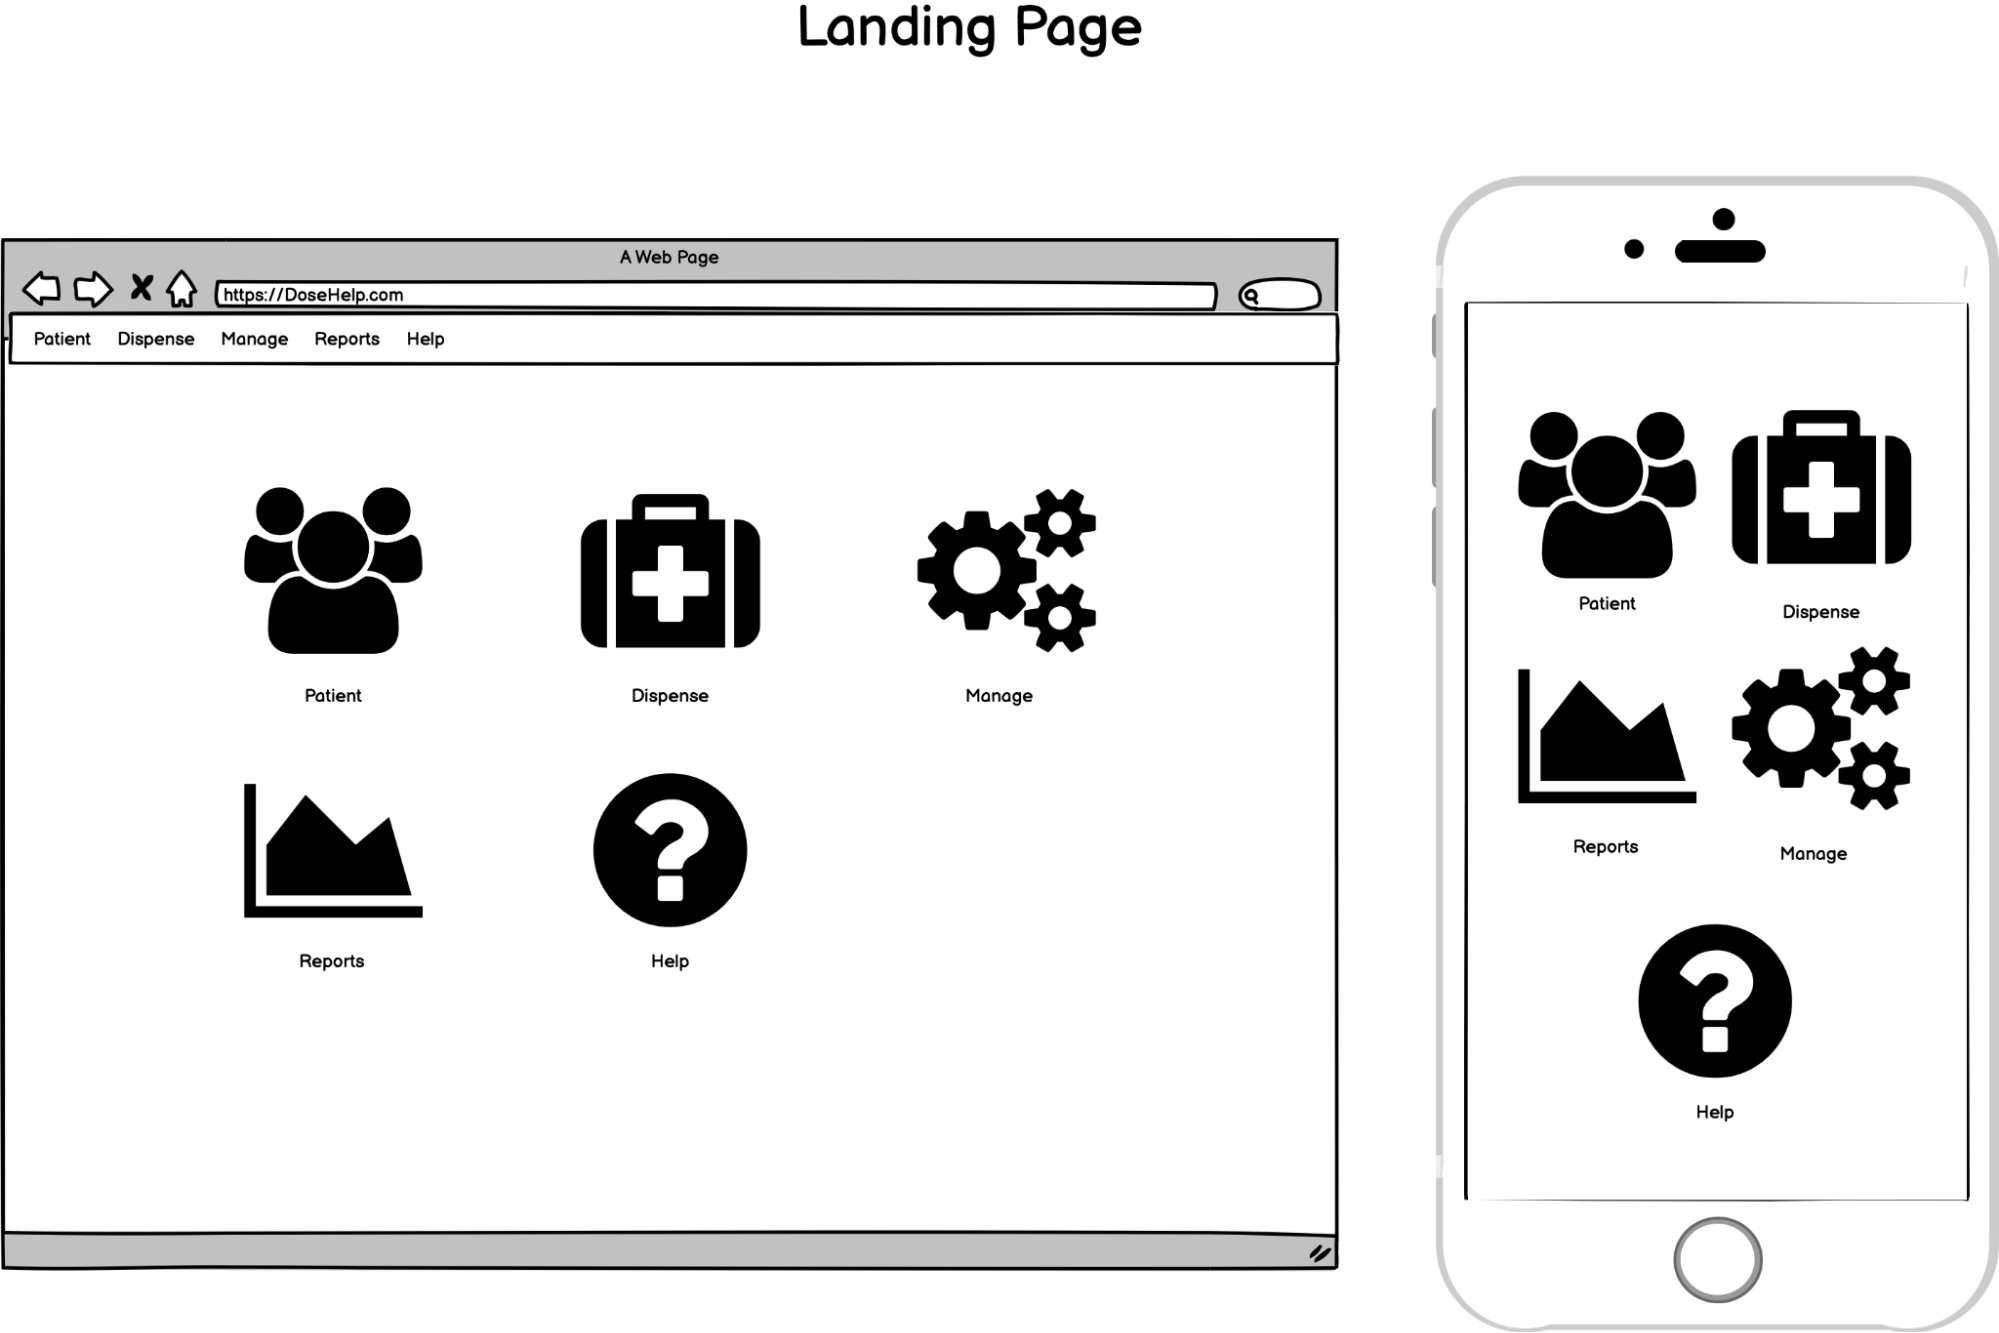 Landing Page
A Web Page
https://DoseHelp.com
Patient Dispense Manage Reports Help
Patient Dispense Manage
Reports Help
Patient Dispense
Reports Manage
Help